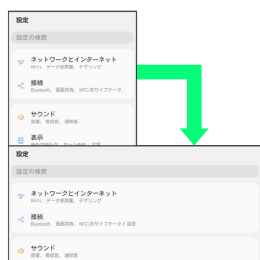 設定
設定の検索
ネットワークとインターネット
Wi-Fi、データ使用量、テザリング
接続
Bluetooth、画面共有、NFC/おサイフケータ...
サウンド
音量、着信音、通知音
表示
設定
設定の検索
ネットワークとインターネット
Wi-Fi、データ使用量、テザリング
接続
Bluetooth、画面共有、NFC/おサイフケータイ 設定
サウンド
音量、着信音、通知音